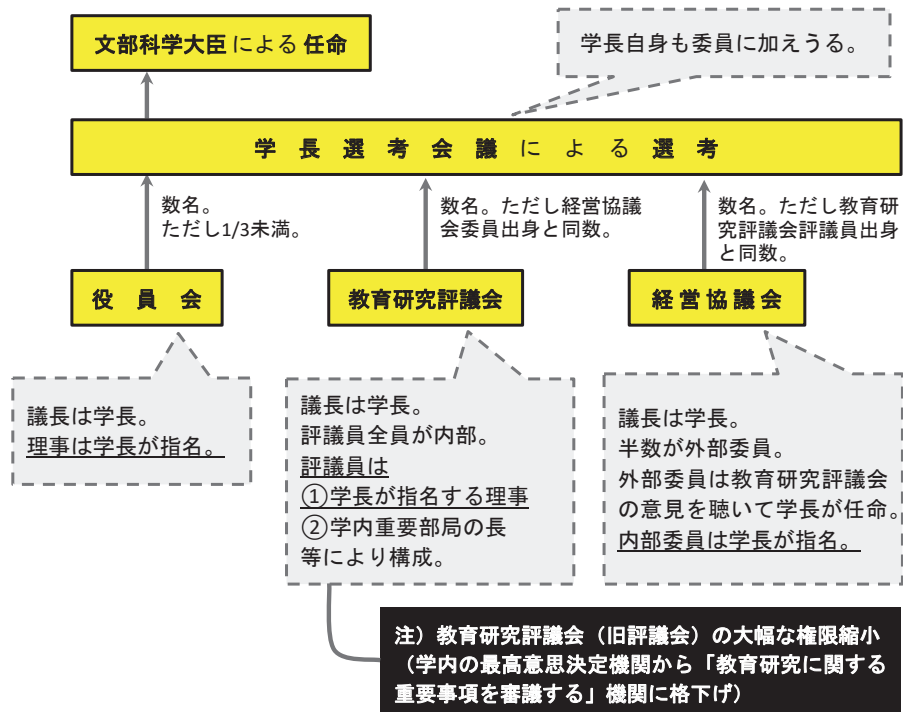 文部科学大臣による任命
学長自身も委員に加えうる。
学長選考会議による選考
数名。
ただし1/3未満。
数名。ただし経営協議
会委員出身と同数。
数名。ただし教育研
究評議会評議員出身
と同数。
役員会
教育研究評議会
経営協議会
議長は学長。
理事は学長が指名。
議長は学長。
評議員全員が内部。
評議員は
①学長が指名する理事
②学内重要部局の長
等により構成。
議長は学長。
半数が外部委員。
外部委員は教育研究評議会
の意見を聴いて学長が任命。
内部委員は学長が指名。
注）教育研究評議会（旧評議会）の大幅な権限縮小
（学内の最高意思決定機関から「教育研究に関する
重要事項を審議する」機関に格下げ）